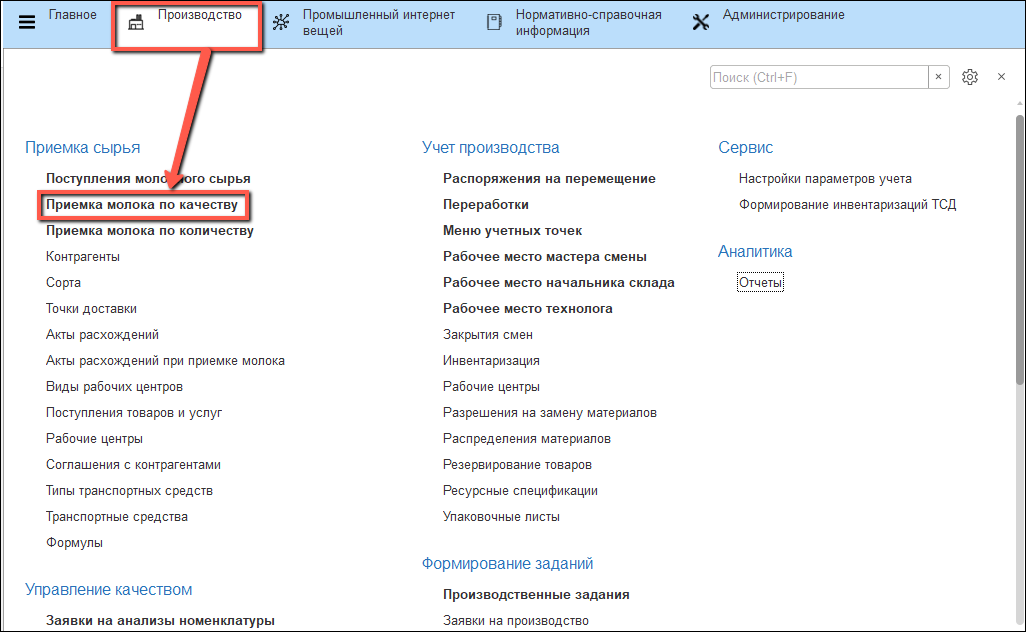 Главное
Производство
Промышленный интернет
вещей
Нормативно-справочная
информация
Администрирование
Поиск (Ctrl+F)
Приемка сырья
Поступления молочного сырья
Приемка молока по качеству
Приемка молока по количеству
Контрагенты
Сорта
Точки доставки
Акты расхождений
Акты расхождений при приемке молока
Виды рабочих центров
Поступления товаров и услуг
Рабочие центры
Соглашения с контрагентами
Типы транспортных средств
Транспортные средства
Формулы
Управление качеством
Заявки на анализы номенклатуры
Учет производства
Распоряжения на перемещение
Переработки
Меню учетных точек
Рабочее место мастера смены
Рабочее место начальника склада
Рабочее место технолога
Закрытия смен
Инвентаризация
Рабочие центры
Разрешения на замену материалов
Распределения материалов
Резервирование товаров
Ресурсные спецификации
Упаковочные листы
Формирование заданий
Производственные задания
Заявки на производство
Сервис
Настройки параметров учета
Формирование инвентаризаций ТСД
Аналитика
Отчеты